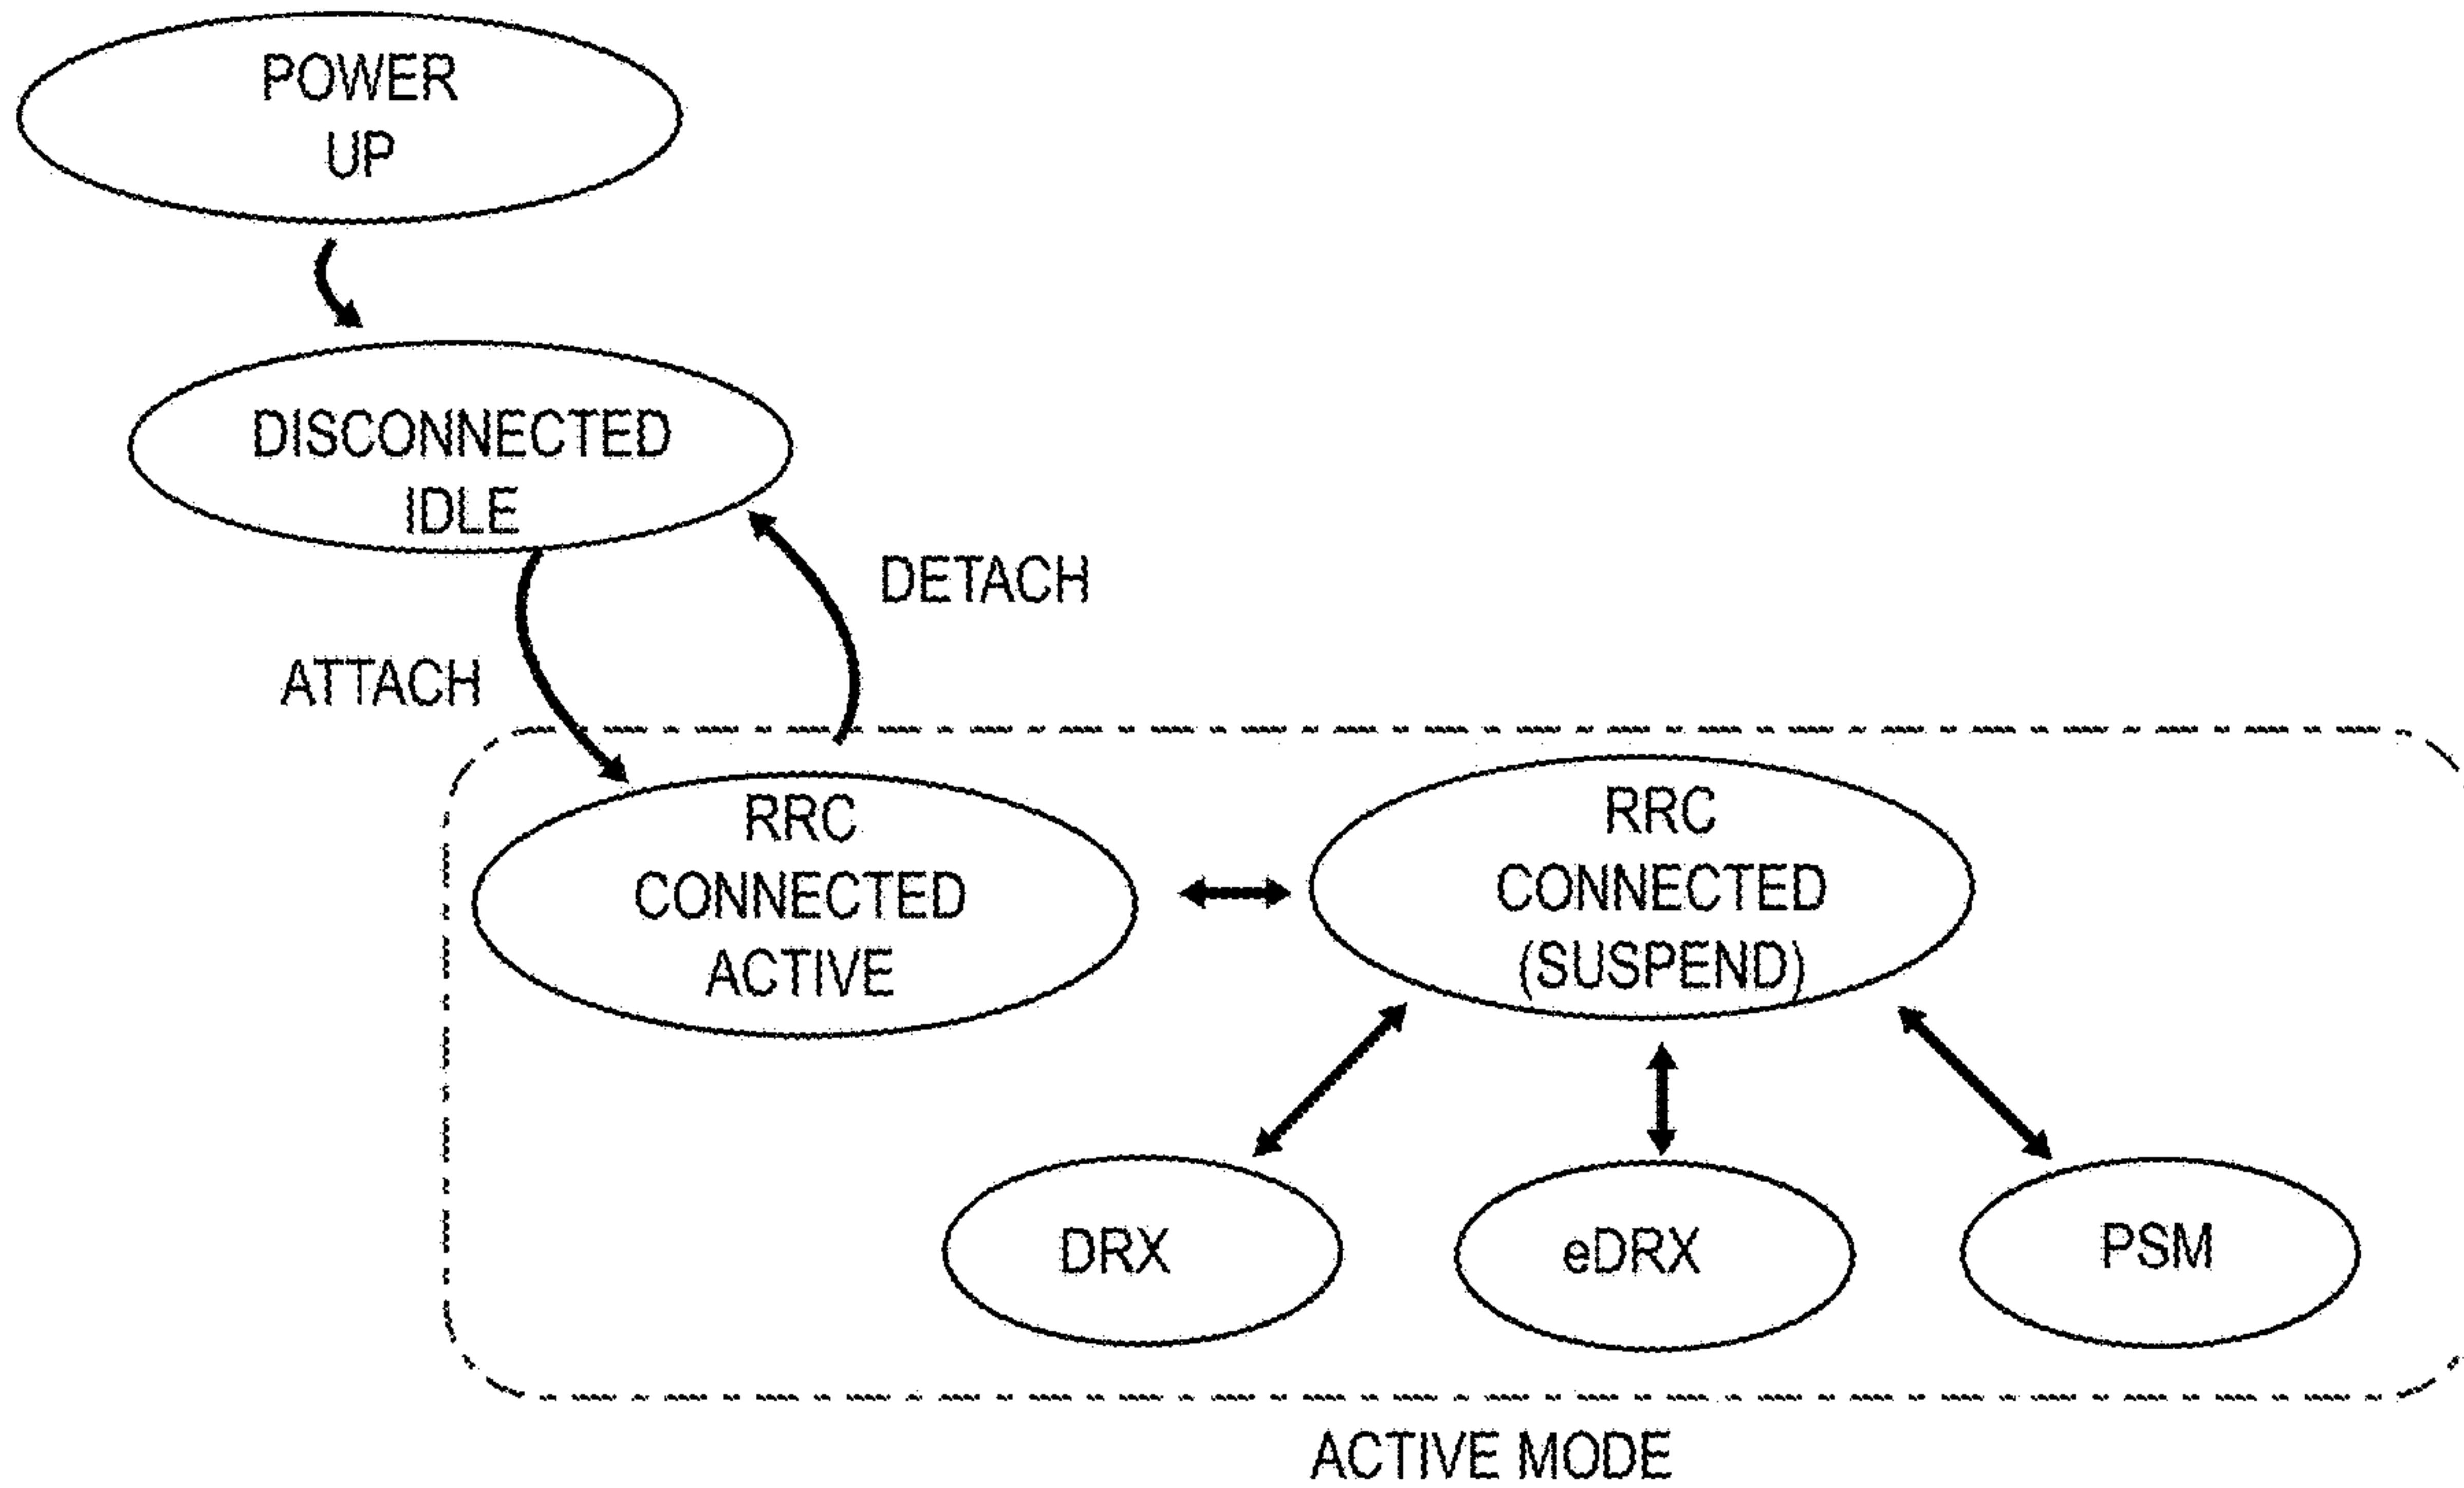 POWER
UP
DISCONNECTED
IDLE
DETACH
ATTACH
RRC
CONNECTED
ACTIVE
RRC
CONNECTED
(SUSPEND)
DRX
eDRX
PSM
ACTIVE MODE